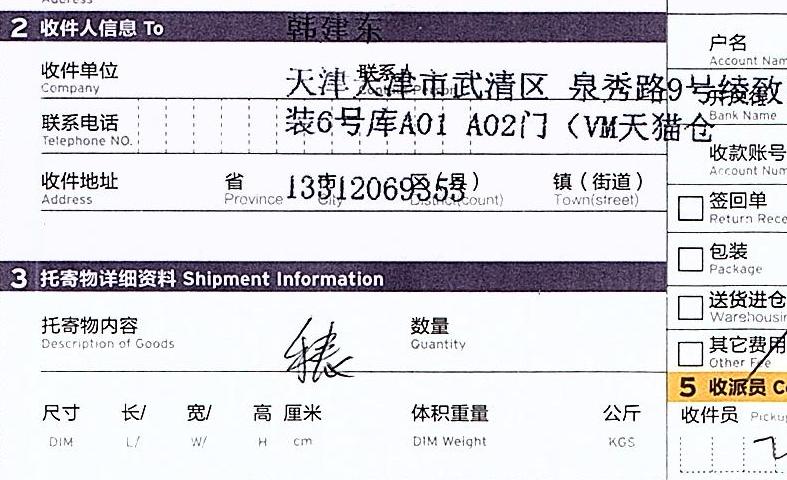 2 收件人信息 To
韩建东
户名
Account Nam
收件单位
Company
联系人
天津 天津市武清区 泉秀路9号绫致
开户行
Bank Name
联系电话
Telephone NO.
装6号库A01 A02门（VM天猫仓
收款账号
Account Num
收件地址
Address
省
Province
市
City
区（县）
District(county)
镇（街道）
Town(street)
13512069353
签回单
Return Rece
包装
Package
3 托寄物详细资料 Shipment Information
送货进仓
Warehousin
托寄物内容
Description of Goods
数量
Quantity
其它费用
Other Fee
5 收派员 Co
尺寸 长/ 宽/ 高 厘米 体积重量 公斤
DIM L/ W/ H cm DIM Weight KGS
收件员 Pickup